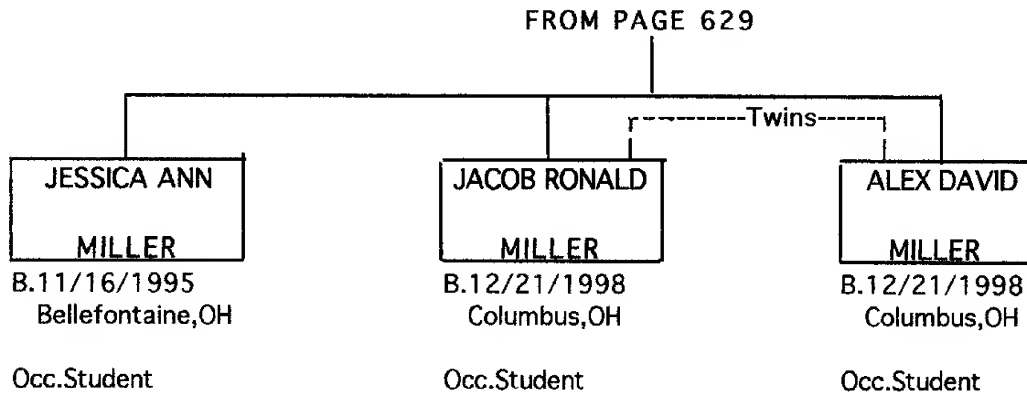 FROM PAGE 629
Twins
JESSICA ANN
MILLER
B.11/16/1995
Bellefontaine,OH
Occ.Student
JACOB RONALD
MILLER
B.12/21/1998
Columbus,OH
Occ.Student
ALEX DAVID
MILLER
B.12/21/1998
Columbus,OH
Occ.Student